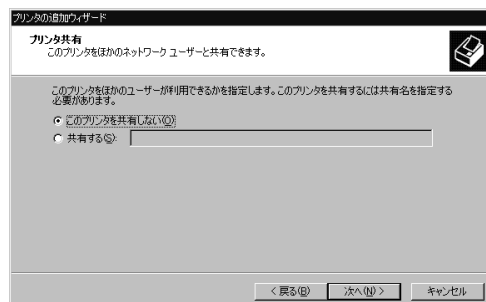 プリンタの追加ウィザード
プリンタ共有
このプリンタをほかのネットワーク ユーザーと共有できます。
このプリンタをほかのユーザーが利用できるかを指定します。このプリンタを共有するには共有名を指定する
必要があります。
このプリンタを共有しない(O)
共有する(S):
< 戻る(B)
次へ(N) >
キャンセル